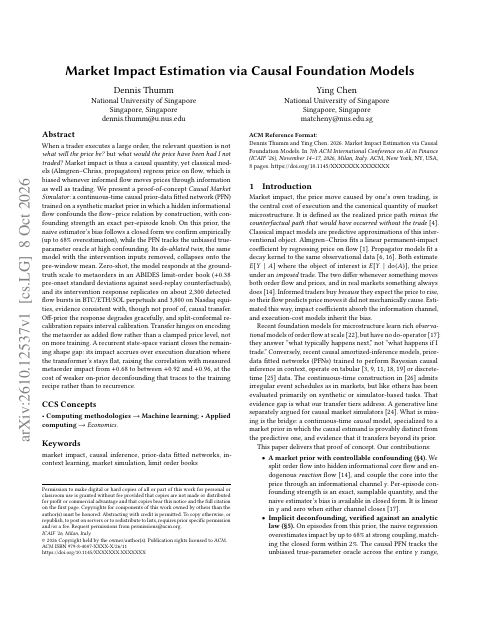 Market Impact Estimation via Causal Foundation Models
Dennis Thumm
National University of Singapore
Singapore, Singapore
dennis.thumm@u.nus.edu
Ying Chen
National University of Singapore
Singapore, Singapore
matcheny@nus.edu.sg
arXiv:2610.12537v1 [cs.LG] 8 Oct 2026
Abstract
When a trader executes a large order, the relevant question is not
what will the price be? but what would the price have been had I not
traded? Market impact is thus a causal quantity, yet classical mod-
els (Almgren–Chriss, propagators) regress price on flow, which is
biased whenever informed flow moves prices through information
as well as trading. We present a proof-of-concept Causal Market
Simulator: a continuous-time causal prior-data fitted network (PFN)
trained on a synthetic market prior in which a hidden informational
flow confounds the flow–price relation by construction, with con-
founding strength an exact per-episode knob. On this prior, the
naive estimator's bias follows a closed form we confirm empirically
(up to 68% overestimation), while the PFN tracks the unbiased true-
parameter oracle at high confounding. Its do-ablated twin, the same
model with the intervention inputs removed, collapses onto the
pre-window mean. Zero-shot, the model responds at the ground-
truth scale to metaorders in an ABIDES limit-order book (+0.38
pre-onset standard deviations against seed-replay counterfactuals),
and its intervention response replicates on about 2,500 detected
flow bursts in BTC/ETH/SOL perpetuals and 3,800 on Nasdaq equi-
ties, evidence consistent with, though not proof of, causal transfer.
Off-prior the response degrades gracefully, and split-conformal re-
calibration repairs interval calibration. Transfer hinges on encoding
the metaorder as added flow rather than a clamped price level, not
on more training. A recurrent state-space variant closes the remain-
ing shape gap: its impact accrues over execution duration where
the transformer's stays flat, raising the correlation with measured
metaorder impact from +0.68 to between +0.92 and +0.96, at the
cost of weaker on-prior deconfounding that traces to the training
recipe rather than to recurrence.
CCS Concepts
• Computing methodologies → Machine learning; • Applied
computing → Economics.
Keywords
market impact, causal inference, prior-data fitted networks, in-
context learning, market simulation, limit order books
Permission to make digital or hard copies of all or part of this work for personal or
classroom use is granted without fee provided that copies are not made or distributed
for profit or commercial advantage and that copies bear this notice and the full citation
on the first page. Copyrights for components of this work owned by others than the
author(s) must be honored. Abstracting with credit is permitted. To copy otherwise, or
republish, to post on servers or to redistribute to lists, requires prior specific permission
and/or a fee. Request permissions from permissions@acm.org.
ICAIF '26, Milan, Italy
© 2026 Copyright held by the owner/author(s). Publication rights licensed to ACM.
ACM ISBN 979-8-4007-XXXX-X/26/11
https://doi.org/10.1145/XXXXXXX.XXXXXXX
ACM Reference Format:
Dennis Thumm and Ying Chen. 2026. Market Impact Estimation via Causal
Foundation Models. In 7th ACM International Conference on AI in Finance
(ICAIF '26), November 14–17, 2026, Milan, Italy. ACM, New York, NY, USA,
8 pages. https://doi.org/10.1145/XXXXXXX.XXXXXXX
1 Introduction
Market impact, the price move caused by one's own trading, is
the central cost of execution and the canonical quantity of market
microstructure. It is defined as the realized price path minus the
counterfactual path that would have occurred without the trade [4].
Classical impact models are predictive approximations of this inter-
ventional object. Almgren–Chriss fits a linear permanent-impact
coefficient by regressing price on flow [1]. Propagator models fit a
decay kernel to the same observational data [6, 16]. Both estimate
E[Y | A] where the object of interest is E[Y | do(A)], the price
under an imposed trade. The two differ whenever something moves
both order flow and prices, and in real markets something always
does [14]. Informed traders buy because they expect the price to rise,
so their flow predicts price moves it did not mechanically cause. Esti-
mated this way, impact coefficients absorb the information channel,
and execution-cost models inherit the bias.
Recent foundation models for microstructure learn rich observa-
tional models of order flow at scale [22], but have no do-operator [17]
they answer "what typically happens next," not "what happens if I
trade." Conversely, recent causal amortized-inference models, prior-
data fitted networks (PFNs) trained to perform Bayesian causal
inference in context, operate on tabular [3, 9, 11, 18, 19] or discrete-
time [25] data. The continuous-time construction in [26] admits
irregular event schedules as in markets, but like others has been
evaluated primarily on synthetic or simulator-based tasks. That
evidence gap is what our transfer tests address. A generative line
separately argued for causal market simulators [24]. What is miss-
ing is the bridge: a continuous-time causal model, specialized to a
market prior in which the causal estimand is provably distinct from
the predictive one, and evidence that it transfers beyond its prior.
This paper delivers that proof of concept. Our contributions:
• A market prior with controllable confounding (§4). We
split order flow into hidden informational core flow and en-
dogenous reaction flow [14], and couple the core into the
price through an informational channel γ. Per-episode con-
founding strength is an exact, samplable quantity, and the
naive estimator's bias is available in closed form. It is linear
in γ and zero when either channel closes [17].
• Implicit deconfounding, verified against an analytic
law (§5). On episodes from this prior, the naive regression
overestimates impact by up to 68% at strong coupling, match-
ing the closed form within 2%. The causal PFN tracks the
unbiased true-parameter oracle across the entire γ range,